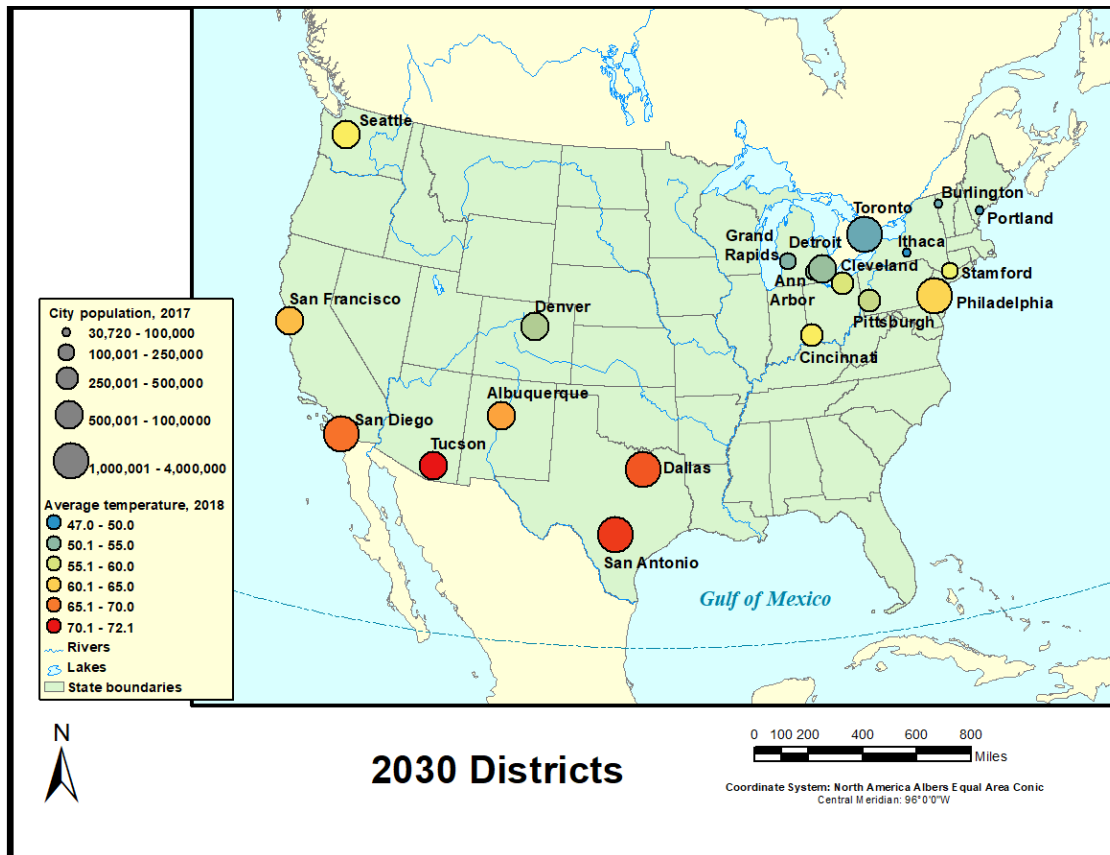 Seattle
Burlington
Toronto
Portland
Grand
Rapids
Detroit
Ithaca
Cleveland
Ann
Arbor
Stamford
San Francisco
Denver
Philadelphia
Pittsburgh
Cincinnati
Albuquerque
San Diego
Tucson
Dallas
San Antonio
Gulf of Mexico
City population, 2017
30,720 - 100,000
100,001 - 250,000
250,001 - 500,000
500,001 - 100,0000
1,000,001 - 4,000,000
Average temperature, 2018
47.0 - 50.0
50.1 - 55.0
55.1 - 60.0
60.1 - 65.0
65.1 - 70.0
70.1 - 72.1
Rivers
Lakes
State boundaries
N
2030 Districts
0 100 200 400 600 800
Miles
Coordinate System: North America Albers Equal Area Conic
Central Meridian: 96°0'0"W